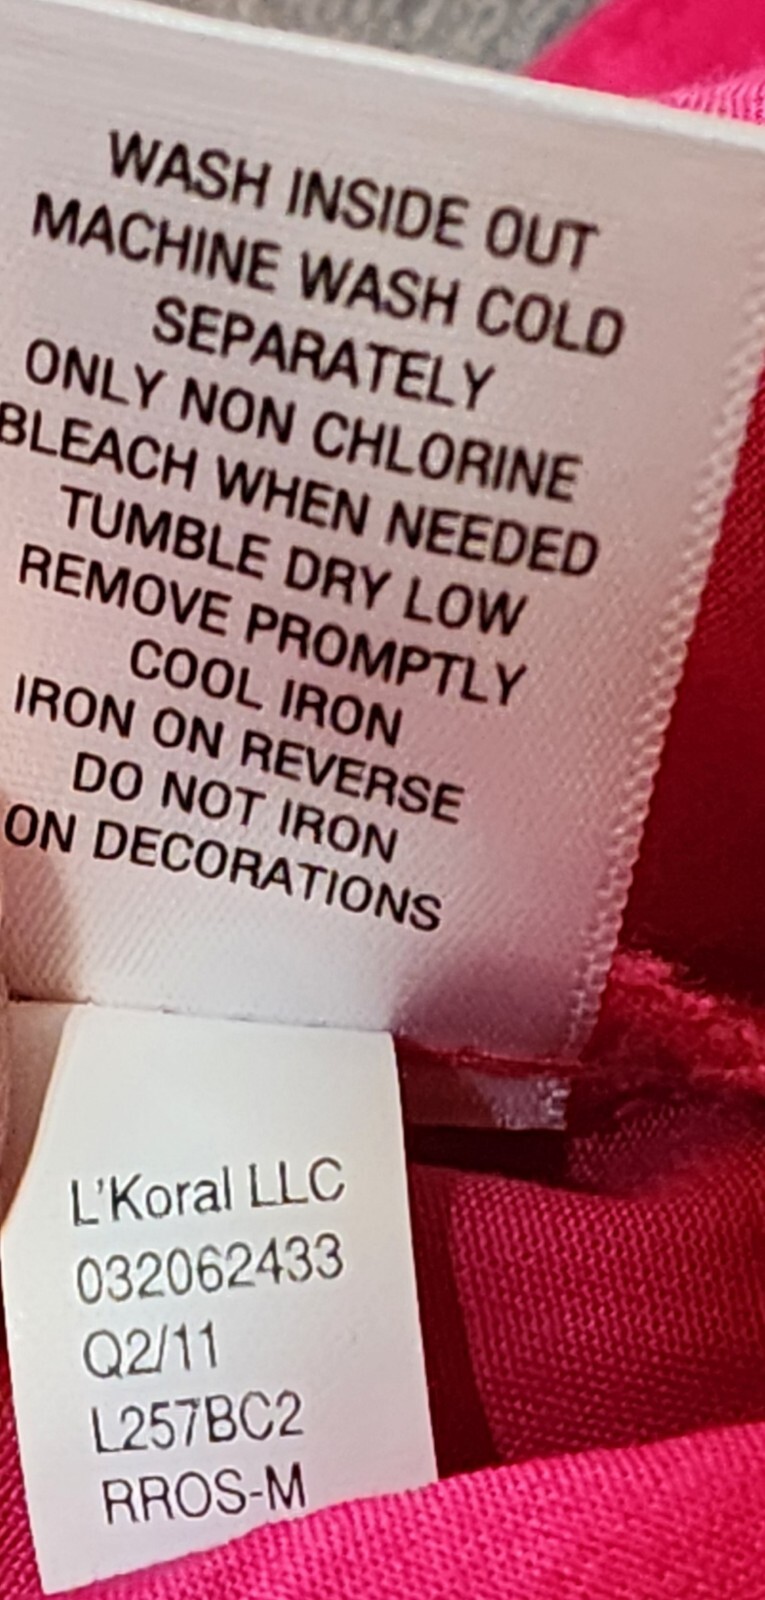 WASH INSIDE OUT
MACHINE WASH COLD
SEPARATELY
ONLY NON CHLORINE
BLEACH WHEN NEEDED
TUMBLE DRY LOW
REMOVE PROMPTLY
COOL IRON
IRON ON REVERSE
DO NOT IRON
ON DECORATIONS
L'Koral LLC
032062433
Q2/11
L257BC2
RROS-M